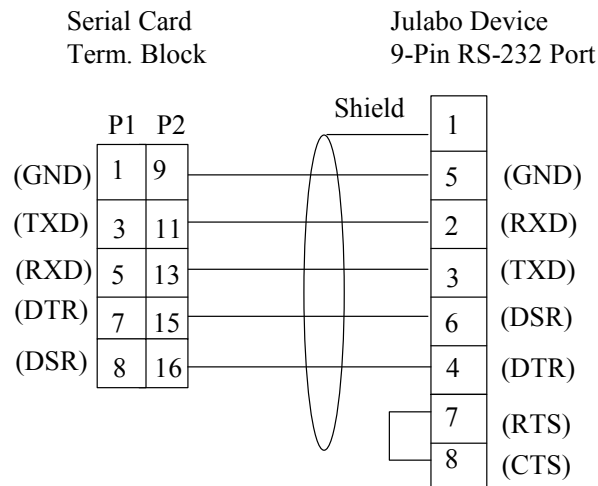 Serial Card
Term. Block
Julabo Device
9-Pin RS-232 Port
Shield
P1 P2
1
(GND) 1 9 5 (GND)
(TXD) 3 11 2 (RXD)
(RXD) 5 13 3 (TXD)
(DTR) 7 15 6 (DSR)
(DSR) 8 16 4 (DTR)
7 (RTS)
8 (CTS)